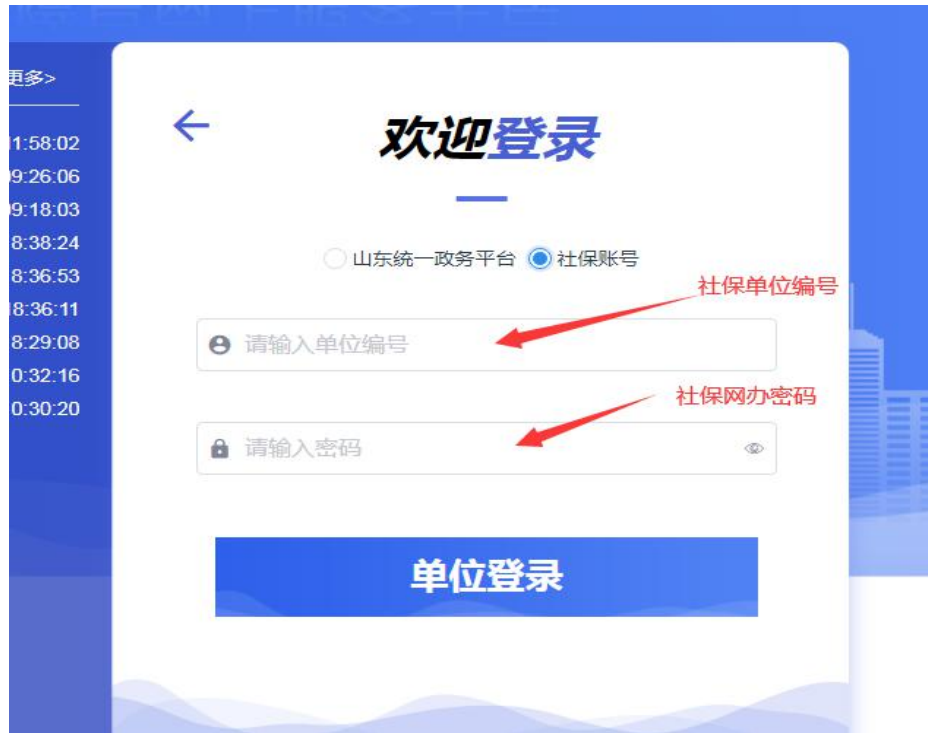 更多>
1:58:02
09:26:06
09:18:03
8:38:24
8:36:53
18:36:11
8:29:08
0:32:16
0:30:20
欢迎登录
山东统一政务平台 社保账号
社保单位编号
请输入单位编号
社保网办密码
请输入密码
单位登录